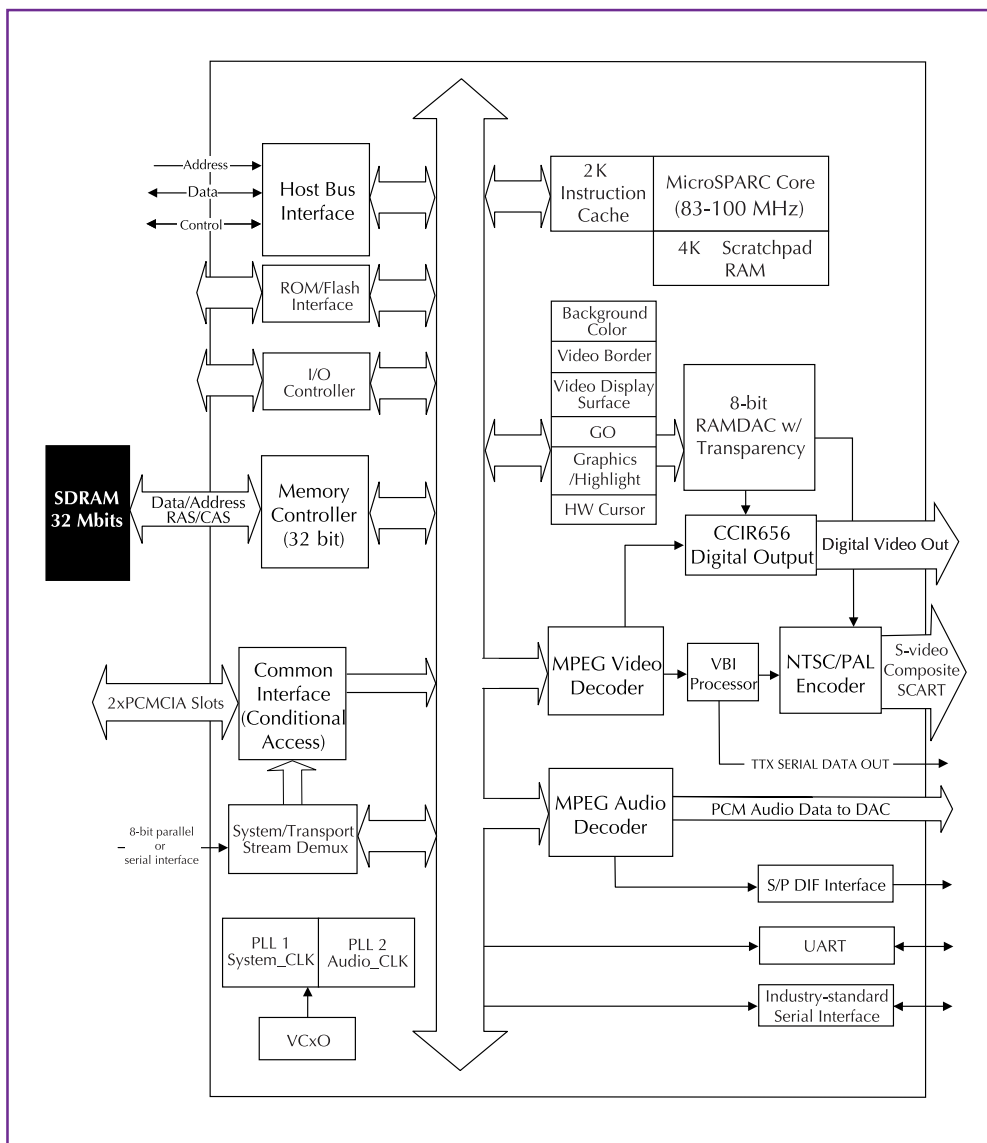 Address
Data
Control
Host Bus
Interface
ROM/Flash
Interface
I/O
Controller
SDRAM
32 Mbits
Data/Address
RAS/CAS
Memory
Controller
(32 bit)
2xPCMCIA Slots
Common
Interface
(Conditional
Access)
8-bit parallel
or
serial interface
System/Transport
Stream Demux
PLL 1
System_CLK
PLL 2
Audio_CLK
VCxO
2K
Instruction
Cache
MicroSPARC Core
(83-100 MHz)
4K Scratchpad
RAM
Background
Color
Video Border
Video Display
Surface
GO
Graphics
/Highlight
HW Cursor
8-bit
RAMDAC w/
Transparency
CCIR656
Digital Output
Digital Video Out
MPEG Video
Decoder
VBI
Processor
NTSC/PAL
Encoder
S-video
Composite
SCART
TTX SERIAL DATA OUT
MPEG Audio
Decoder
PCM Audio Data to DAC
S/P DIF Interface
UART
Industry-standard
Serial Interface